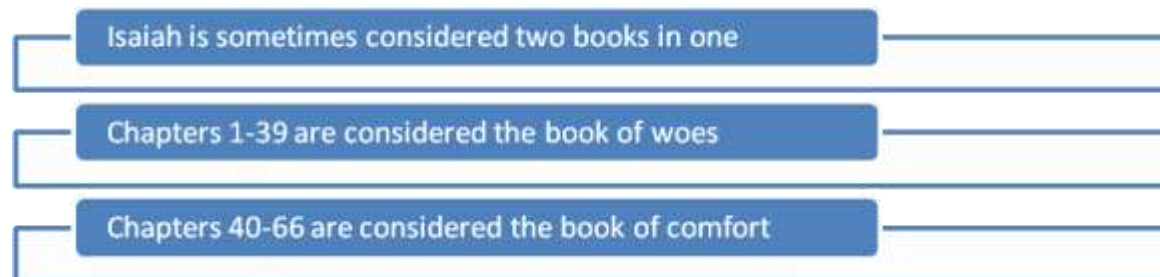 Isaiah is sometimes considered two books in one
Chapters 1-39 are considered the book of woes
Chapters 40-66 are considered the book of comfort